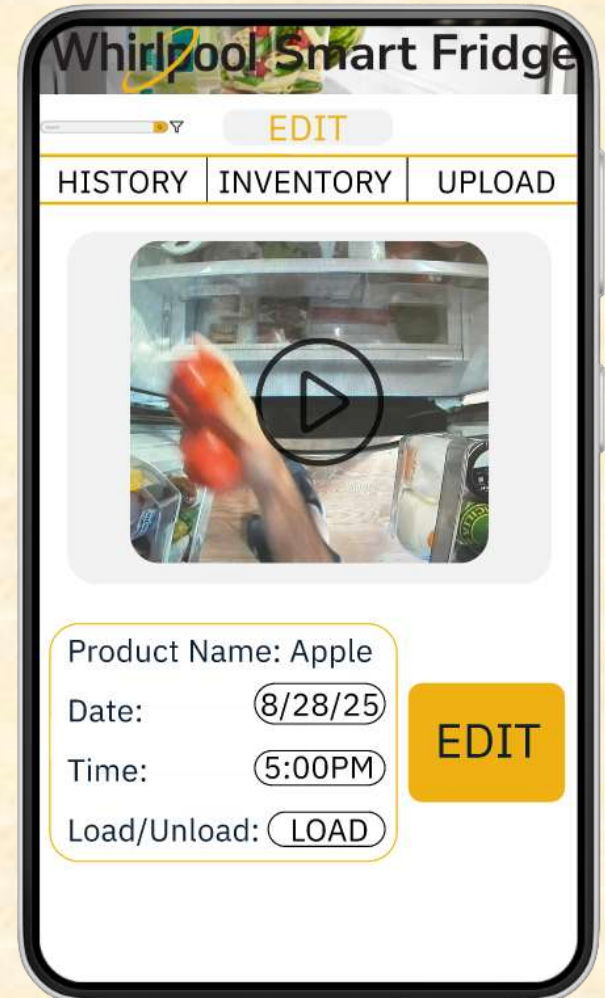 Whirlpool Smart Fridge
EDIT
HISTORY INVENTORY UPLOAD
Product Name: Apple
Date: 8/28/25
EDIT
Time: 5:00PM
Load/Unload: LOAD